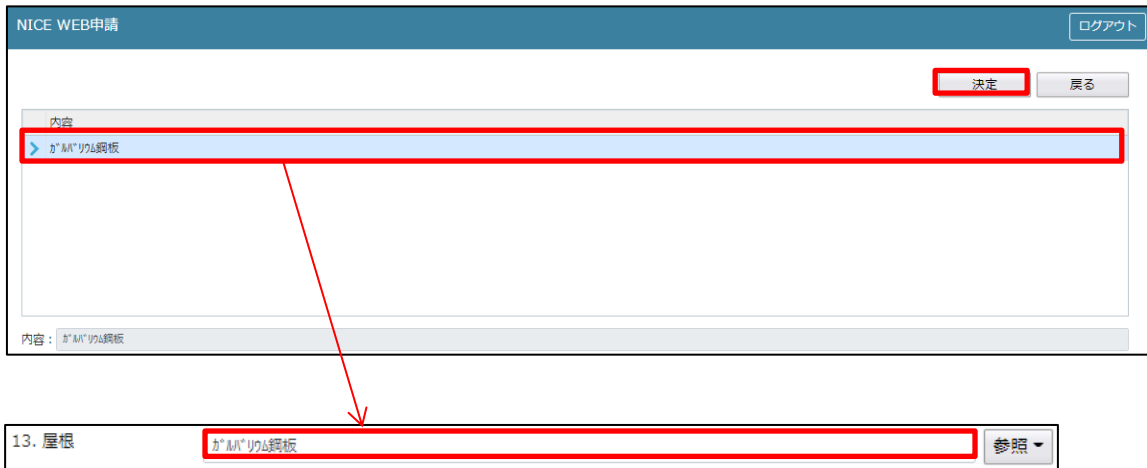 NICE WEB申請 ログアウト
決定 戻る
内容
ｶﾞﾙﾊﾞﾘｳﾑ鋼板
内容： ｶﾞﾙﾊﾞﾘｳﾑ鋼板
13. 屋根 ｶﾞﾙﾊﾞﾘｳﾑ鋼板 参照